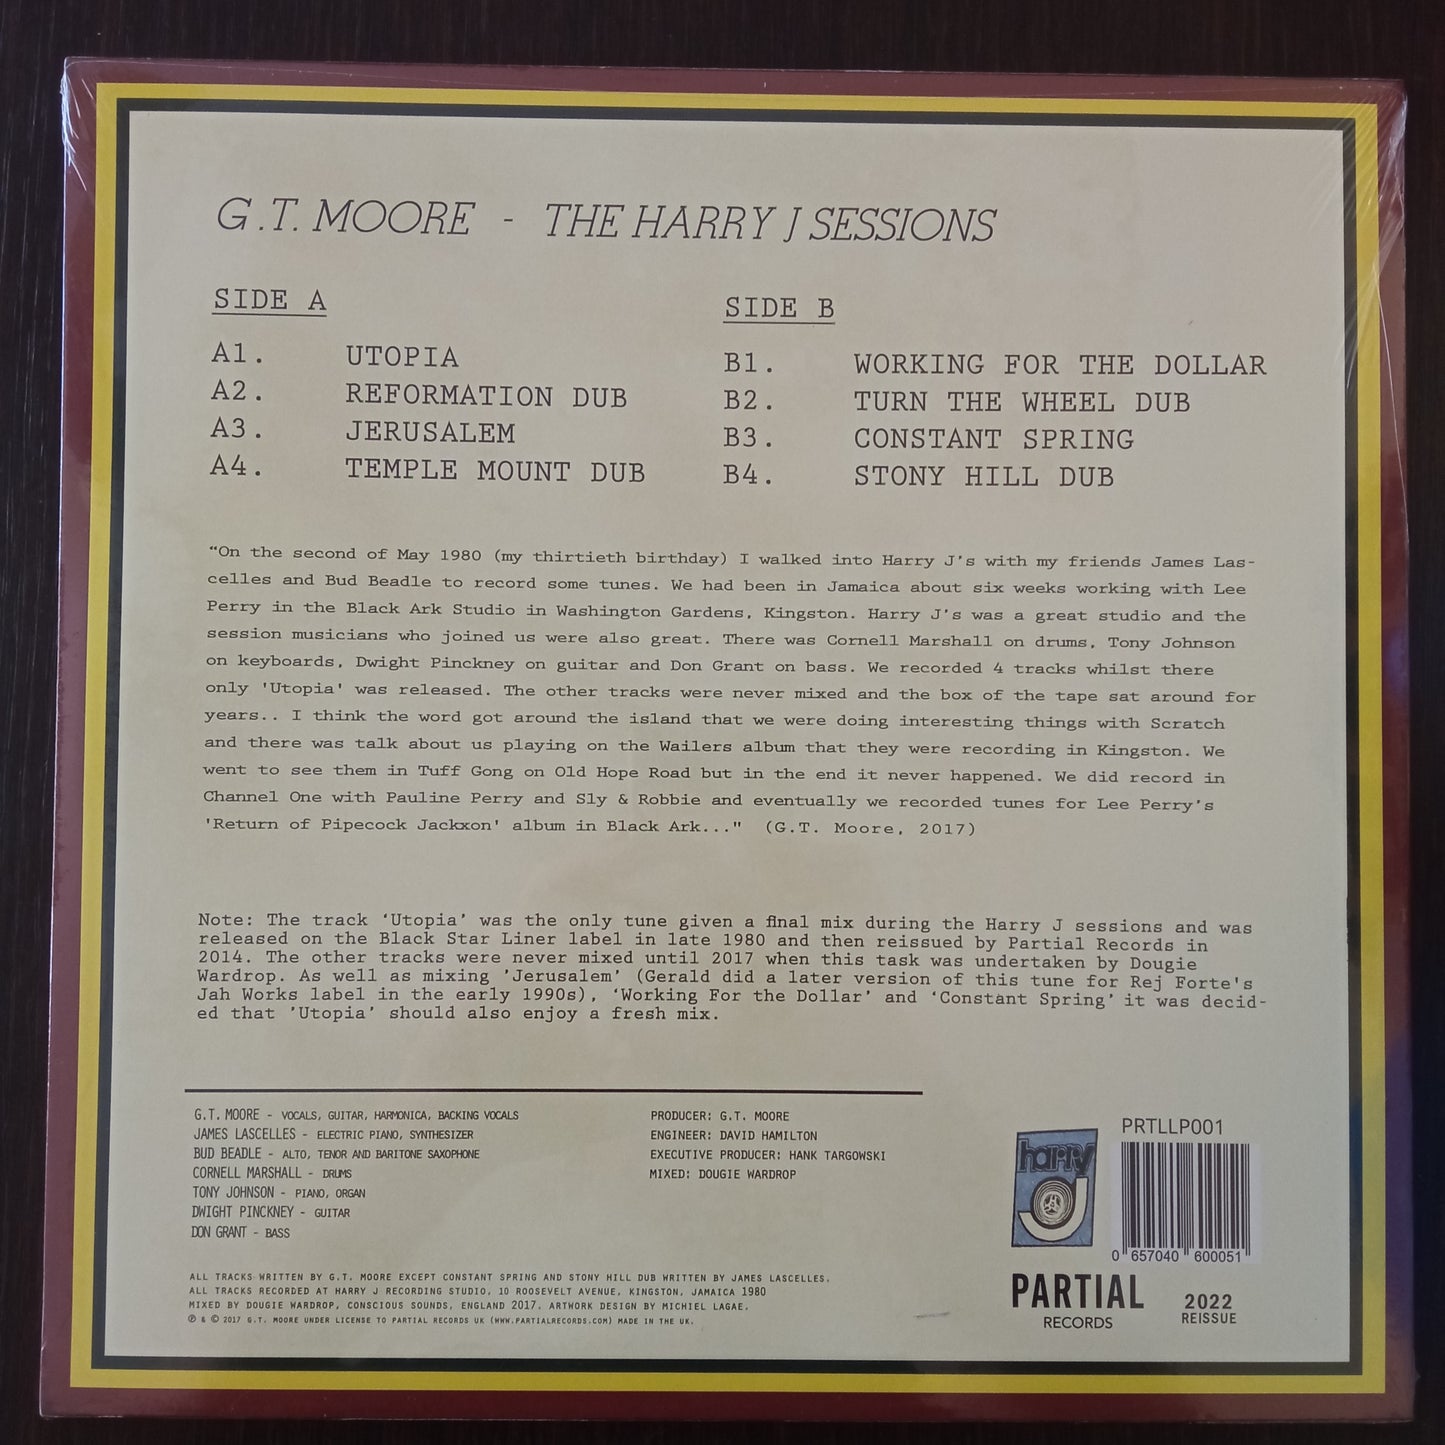 G.T. MOORE - THE HARRY J SESSIONS
SIDE A
A1. UTOPIA
A2. REFORMATION DUB
A3. JERUSALEM
A4. TEMPLE MOUNT DUB
SIDE B
B1. WORKING FOR THE DOLLAR
B2. TURN THE WHEEL DUB
B3. CONSTANT SPRING
B4. STONY HILL DUB
“On the second of May 1980 (my thirtieth birthday) I walked into Harry J's with my friends James Las-
celles and Bud Beadle to record some tunes. We had been in Jamaica about six weeks working with Lee
Perry in the Black Ark Studio in Washington Gardens, Kingston. Harry J's was a great studio and the
session musicians who joined us were also great. There was Cornell Marshall on drums, Tony Johnson
on keyboards, Dwight Pinckney on guitar and Don Grant on bass. We recorded 4 tracks whilst there
only 'Utopia' was released. The other tracks were never mixed and the box of the tape sat around for
years.. I think the word got around the island that we were doing interesting things with Scratch
and there was talk about us playing on the Wailers album that they were recording in Kingston. We
went to see them in Tuff Gong on Old Hope Road but in the end it never happened. We did record in
Channel One with Pauline Perry and Sly & Robbie and eventually we recorded tunes for Lee Perry's
'Return of Pipecock Jackxon' album in Black Ark..." (G.T. Moore, 2017)
Note: The track ‘Utopia’ was the only tune given a final mix during the Harry J sessions and was
released on the Black Star Liner label in late 1980 and then reissued by Partial Records in
2014. The other tracks were never mixed until 2017 when this task was undertaken by Dougie
Wardrop. As well as mixing ’Jerusalem’ (Gerald did a later version of this tune for Rej Forte's
Jah Works label in the early 1990s), ‘Working For the Dollar’ and ‘Constant Spring’ it was decid-
ed that ’Utopia’ should also enjoy a fresh mix.
G.T. MOORE - VOCALS, GUITAR, HARMONICA, BACKING VOCALS
JAMES LASCELLES - ELECTRIC PIANO, SYNTHESIZER
BUD BEADLE - ALTO, TENOR AND BARITONE SAXOPHONE
CORNELL MARSHALL - DRUMS
TONY JOHNSON - PIANO, ORGAN
DWIGHT PINCKNEY - GUITAR
DON GRANT - BASS
PRODUCER: G.T. MOORE
ENGINEER: DAVID HAMILTON
EXECUTIVE PRODUCER: HANK TARGOWSKI
MIXED: DOUGIE WARDROP
ALL TRACKS WRITTEN BY G.T. MOORE EXCEPT CONSTANT SPRING AND STONY HILL DUB WRITTEN BY JAMES LASCELLES.
ALL TRACKS RECORDED AT HARRY J RECORDING STUDIO, 10 ROOSEVELT AVENUE, KINGSTON, JAMAICA 1980
MIXED BY DOUGIE WARDROP, CONSCIOUS SOUNDS, ENGLAND 2017. ARTWORK DESIGN BY MICHIEL LAGAE.
℗ & © 2017 G.T. MOORE UNDER LICENSE TO PARTIAL RECORDS UK (WWW.PARTIALRECORDS.COM) MADE IN THE UK.
harry J
PRTLLP001
0 657040 600051
PARTIAL
RECORDS
2022
REISSUE